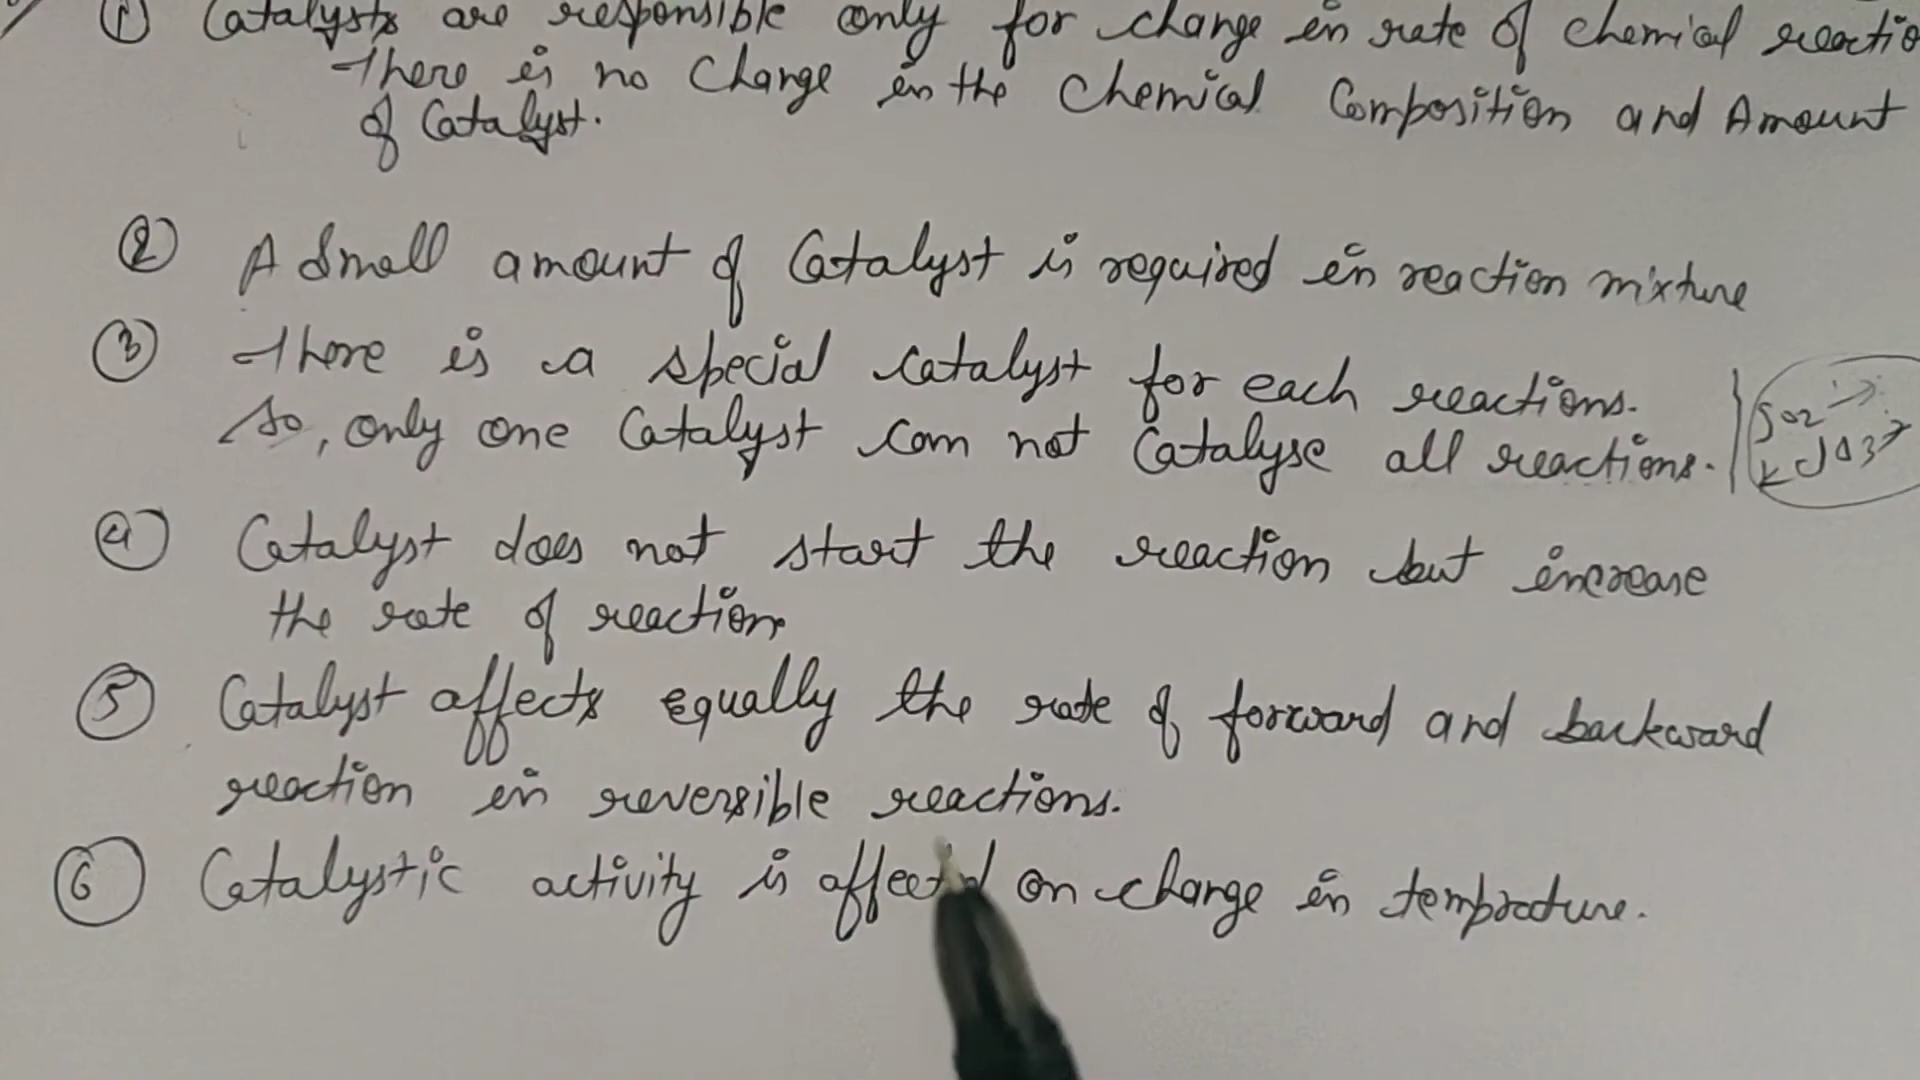 ① Catalysts are responsible only for change in rate of chemical reactio
There is no change in the chemical composition and Amount
of Catalyst.
② A small amount of Catalyst is required in reaction mixture
③ There is a special catalyst for each reactions.
So, only one Catalyst can not Catalyse all reactions.
④ Catalyst does not start the reaction but increase
the rate of reaction.
⑤ Catalyst affects equally the rate of forward and backward
reaction in reversible reactions.
⑥ Catalystic activity is affected on change in temprature.